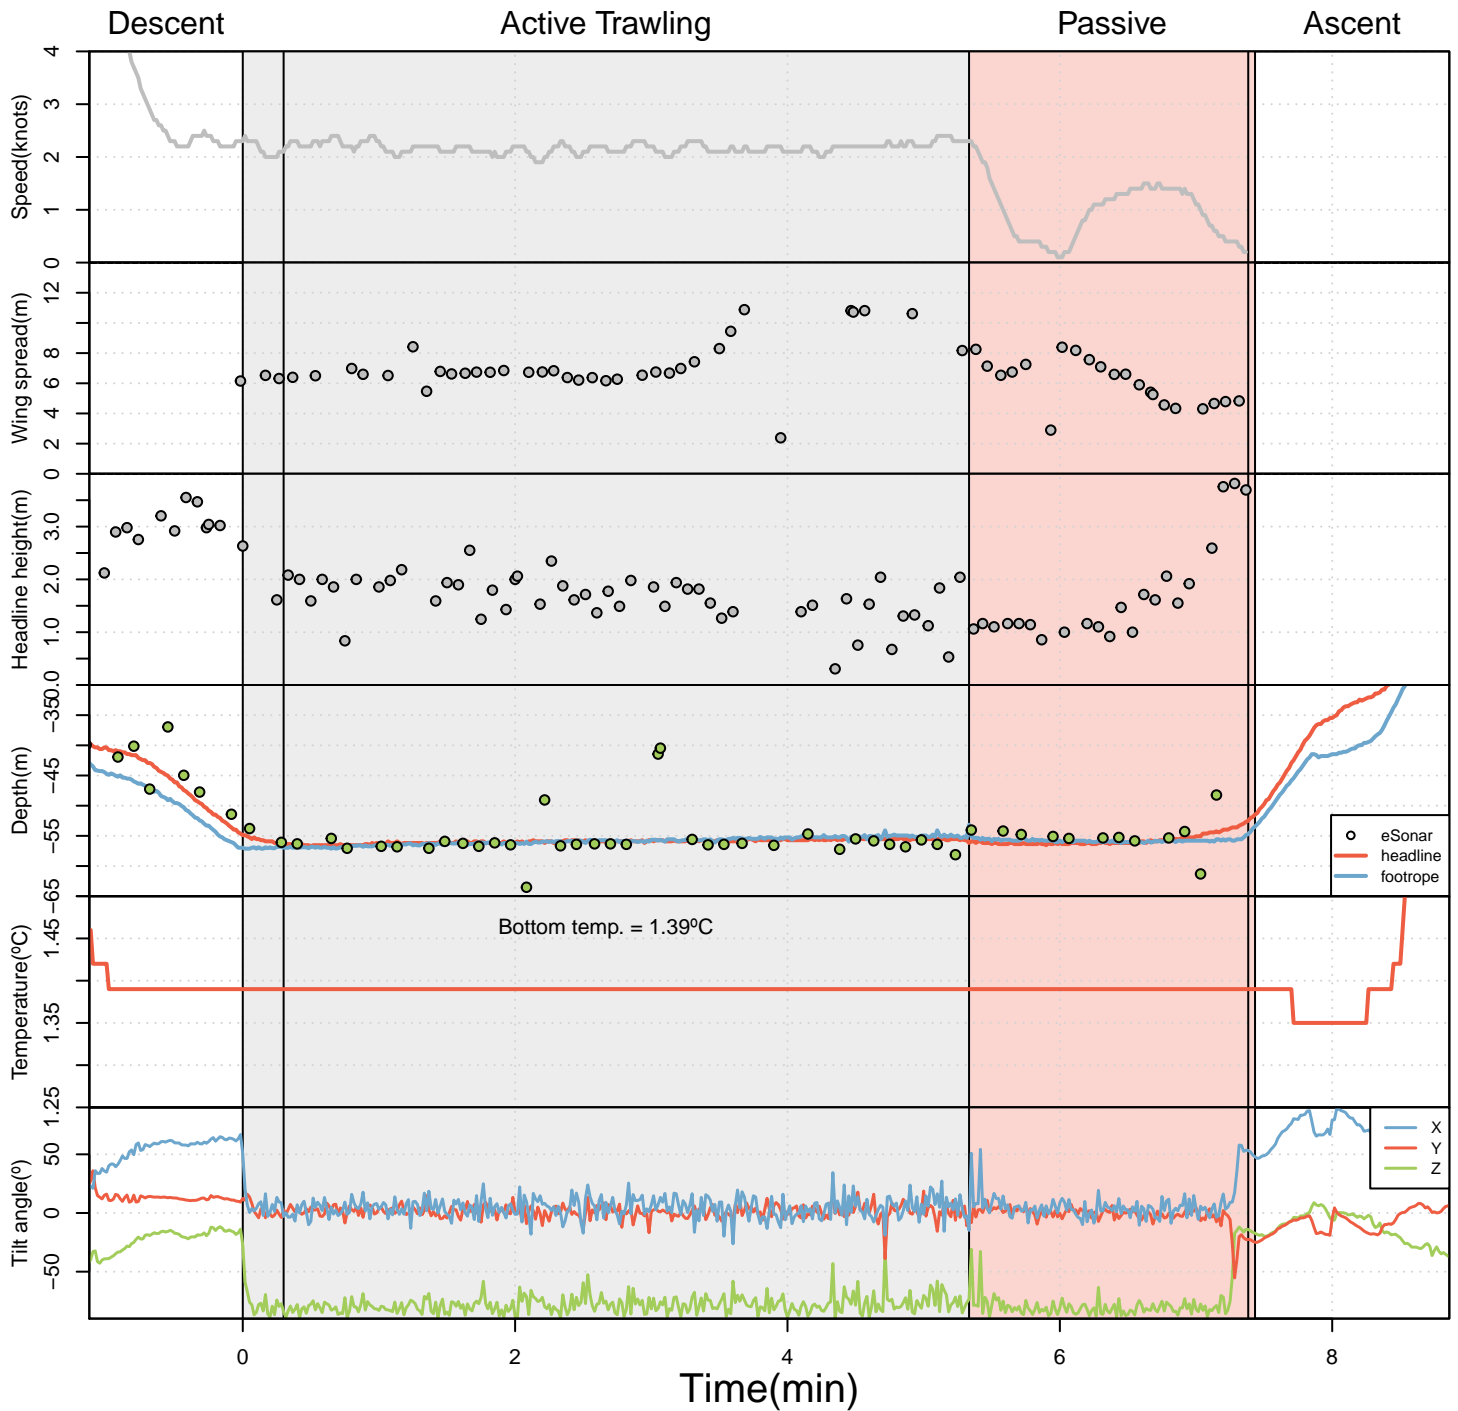 Descent Active Trawling Passive Ascent
Speed(knots)
4
3
2
1
0
Wing spread(m)
12
8
6
4
2
0
Headline height(m)
3.0
2.0
1.0
0.0
Depth(m)
−35
−45
−55
−65
eSonar
headline
footrope
Temperature(ºC)
1.45
1.35
1.25
Bottom temp. = 1.39ºC
Tilt angle(º)
50
0
−50
X
Y
Z
0 2 4 6 8
Time(min)